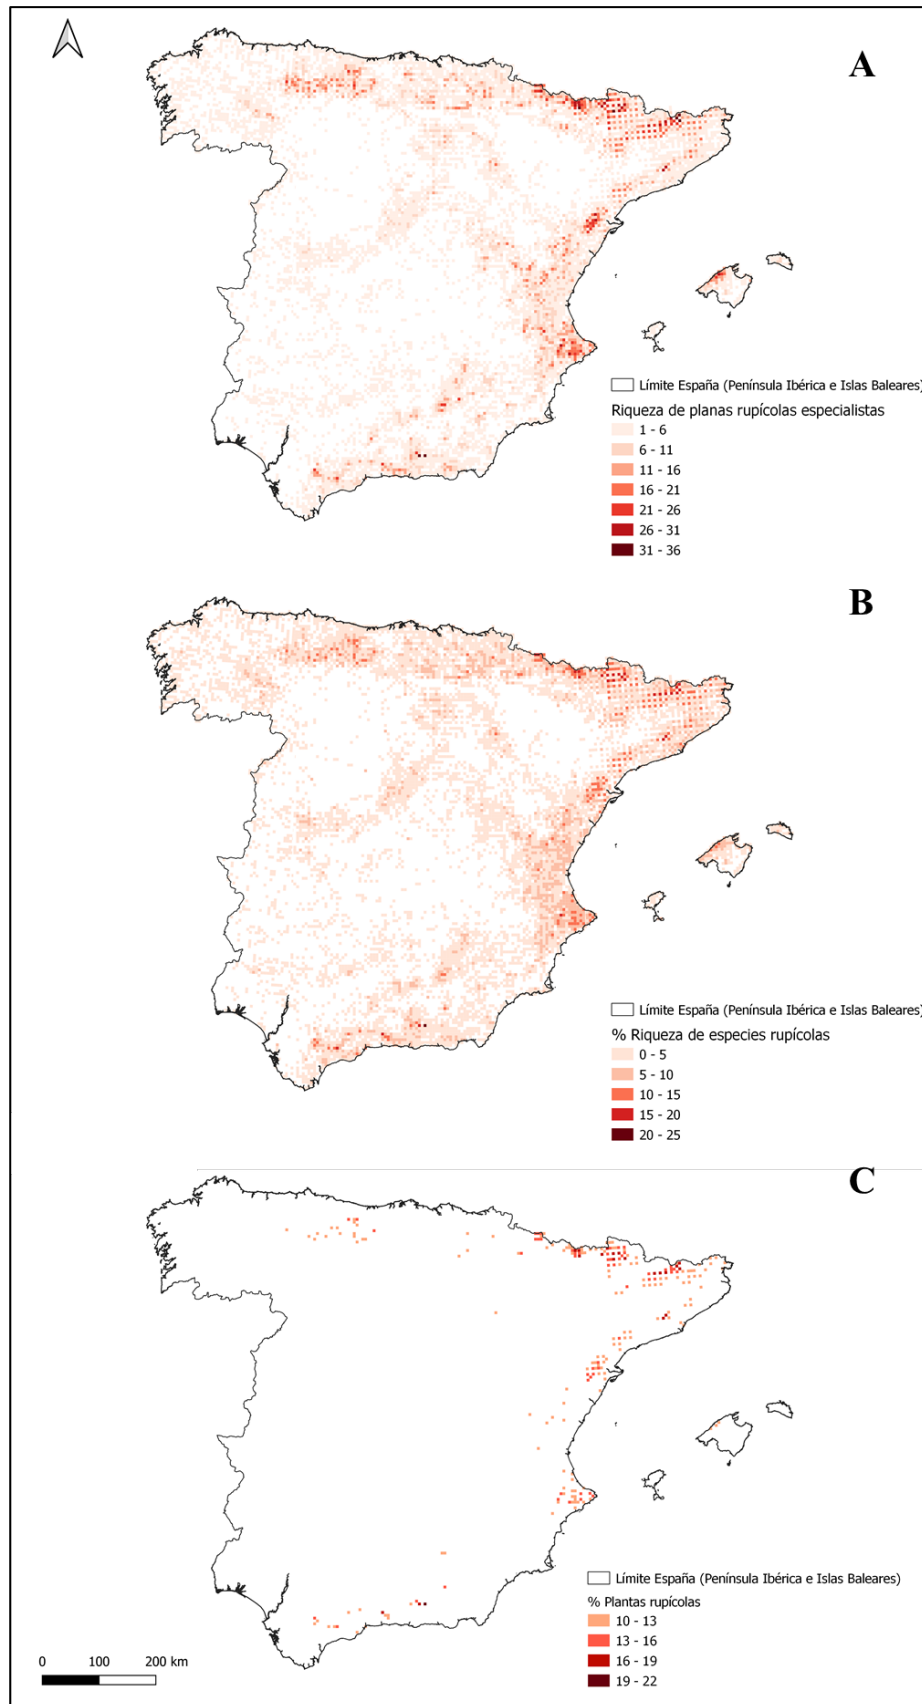 A
Límite España (Península Ibérica e Islas Baleares)
Riqueza de planas rupícolas especialistas
1 - 6
6 - 11
11 - 16
16 - 21
21 - 26
26 - 31
31 - 36
B
Límite España (Península Ibérica e Islas Baleares)
% Riqueza de especies rupícolas
0 - 5
5 - 10
10 - 15
15 - 20
20 - 25
C
Límite España (Península Ibérica e Islas Baleares)
% Plantas rupícolas
10 - 13
13 - 16
16 - 19
19 - 22
0 100 200 km